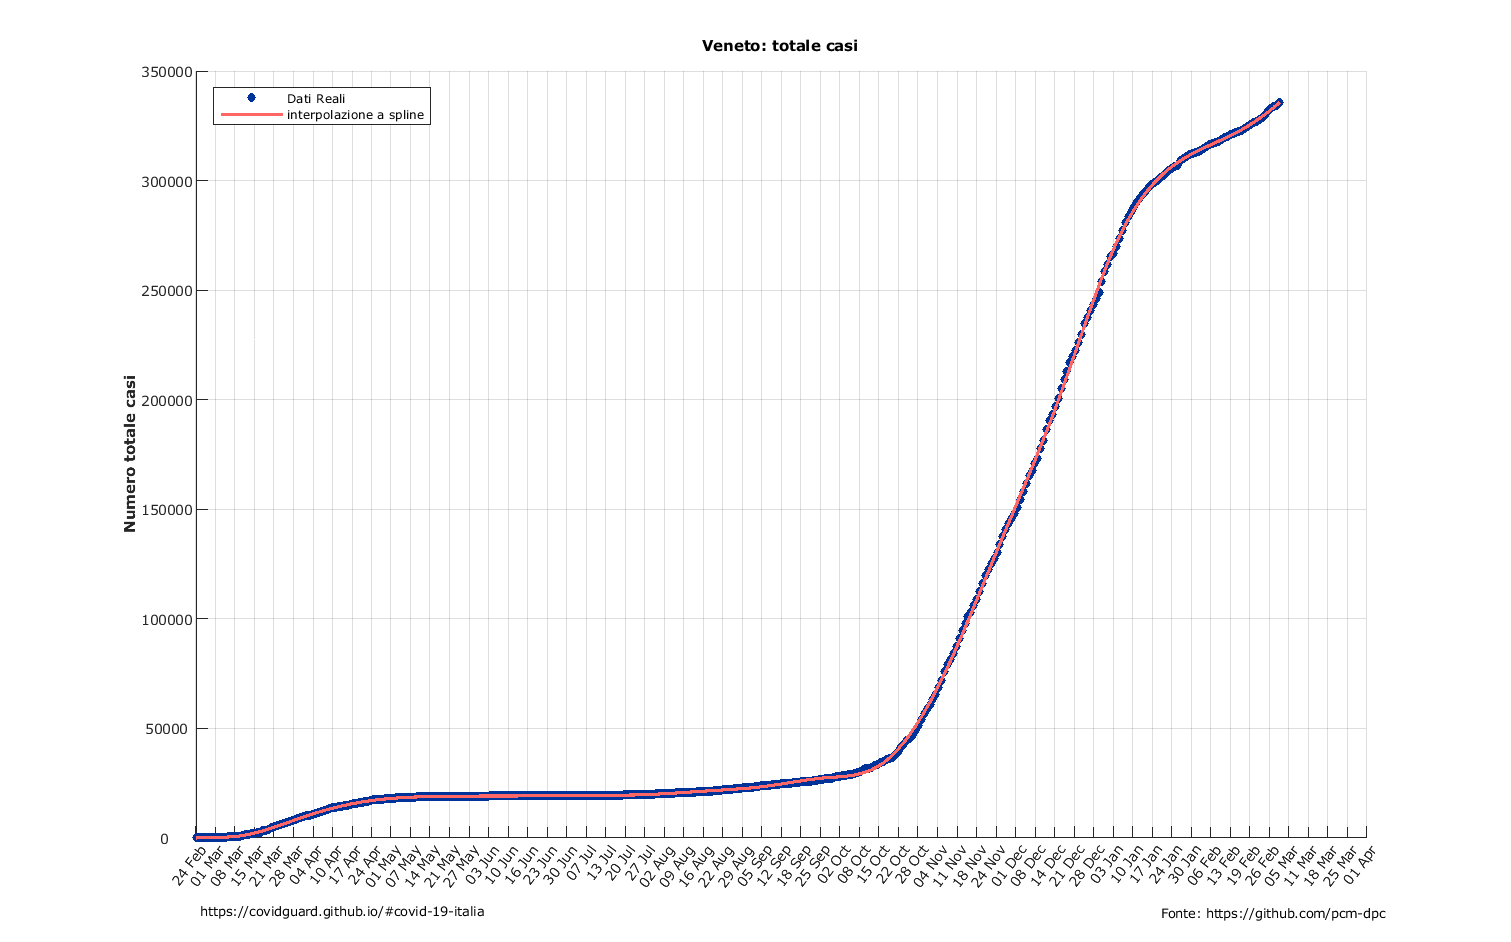 Veneto: totale casi
350000
300000
250000
200000
150000
100000
50000
0
Numero totale casi
Dati Reali
interpolazione a spline
24 Feb
01 Mar
08 Mar
15 Mar
21 Mar
28 Mar
04 Apr
10 Apr
17 Apr
24 Apr
01 May
07 May
14 May
21 May
27 May
03 Jun
10 Jun
16 Jun
23 Jun
30 Jun
07 Jul
13 Jul
20 Jul
27 Jul
02 Aug
09 Aug
16 Aug
22 Aug
29 Aug
05 Sep
12 Sep
18 Sep
25 Sep
02 Oct
08 Oct
15 Oct
22 Oct
28 Oct
04 Nov
11 Nov
18 Nov
24 Nov
01 Dec
08 Dec
14 Dec
21 Dec
28 Dec
03 Jan
10 Jan
17 Jan
24 Jan
30 Jan
06 Feb
13 Feb
19 Feb
26 Feb
05 Mar
11 Mar
18 Mar
25 Mar
01 Apr
https://covidguard.github.io/#covid-19-italia
Fonte: https://github.com/pcm-dpc